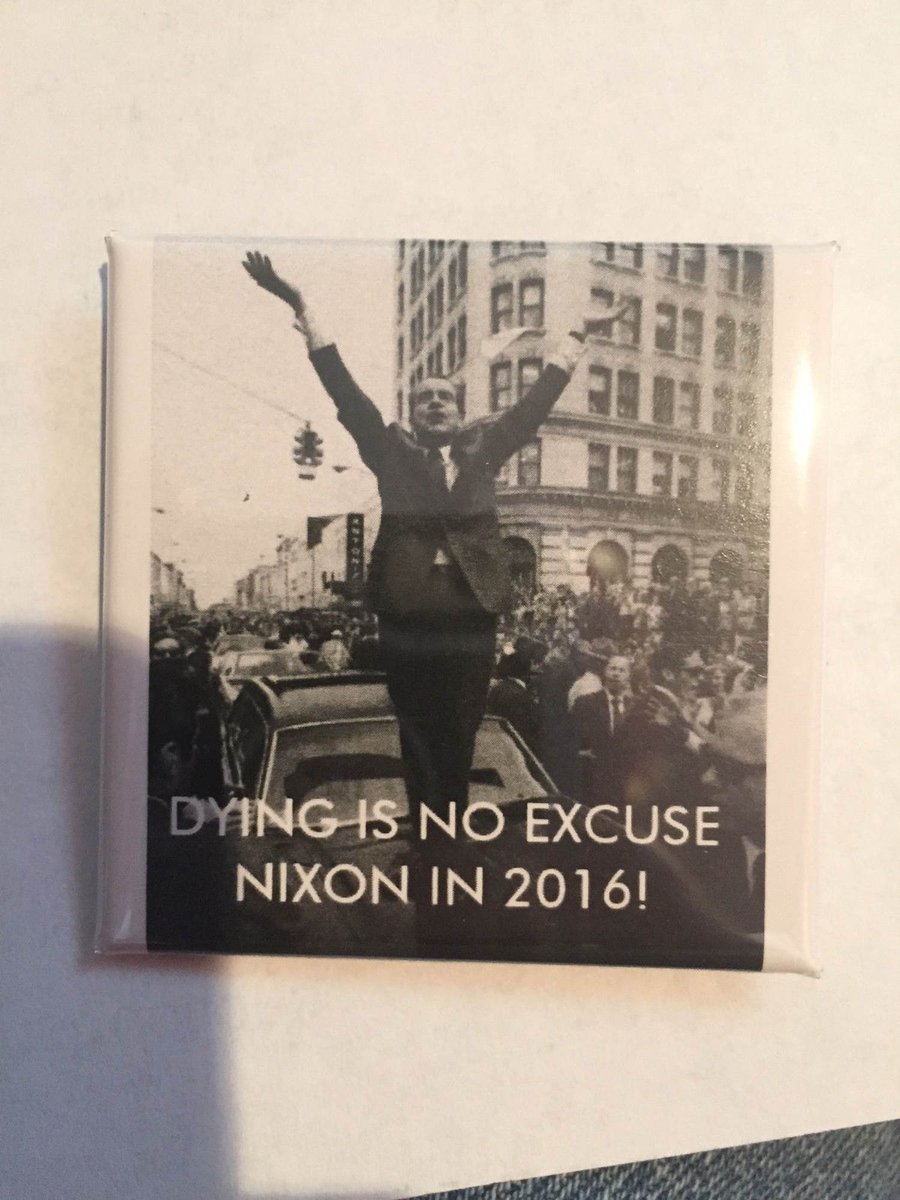 DYING IS NO EXCUSE
NIXON IN 2016!